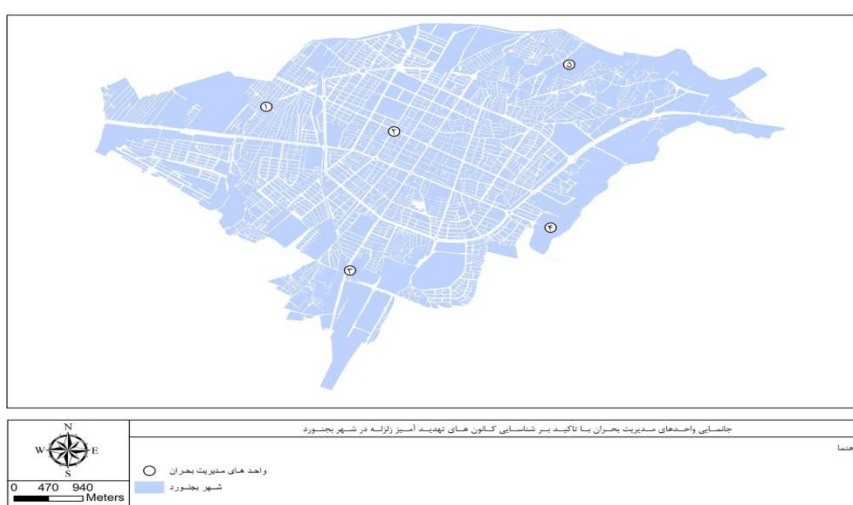 ۱
۲
۳
۴
۵
جانمایی واحدهای مدیریت بحران با تاکید بر شناسایی کانون های تهدید آمیز زلزله در شهر بجنورد
هنما
واحد های مدیریت بحران
شهر بجنورد
N
W E
S
0 470 940
Meters